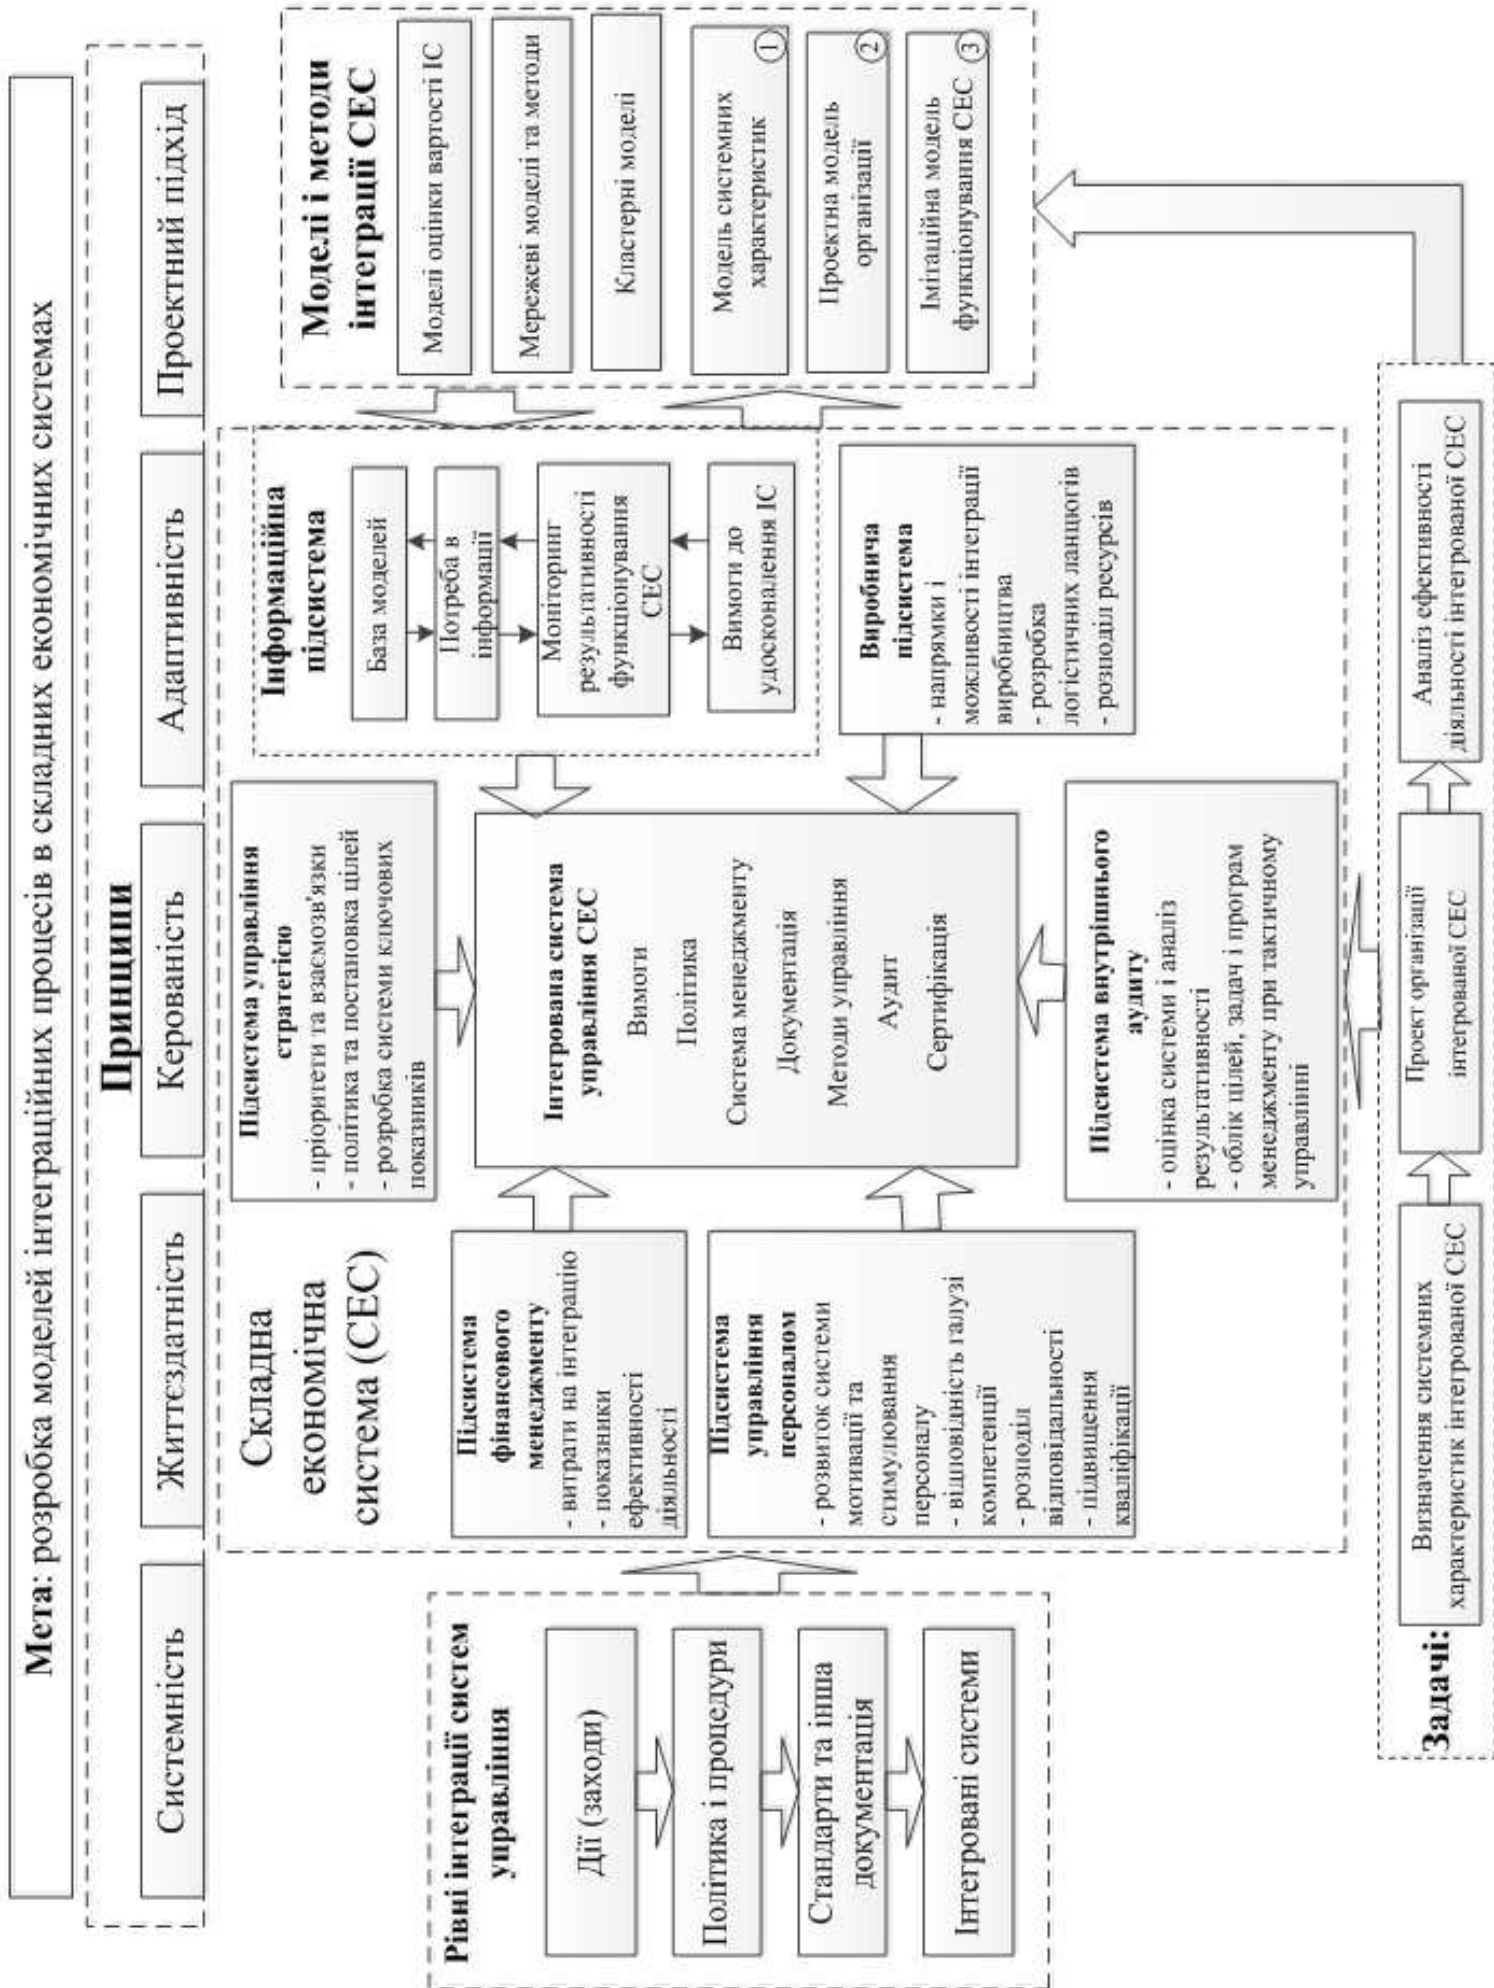 Мета: розробка моделей інтеграційних процесів в складних економічних системах
Принципи
Системність
Життєздатність
Керованість
Адаптивність
Проектний підхід
Рівні інтеграції систем
управління
Дії (заходи)
Політика і процедури
Стандарти та інша
документація
Інтегровані системи
Складна
економічна
система (СЕС)
Підсистема
фінансового
менеджменту
- витрати на інтеграцію
- показники
ефективності
діяльності
Підсистема
управління
персоналом
- розвиток системи
мотивації та
стимулювання
персоналу
- відповідність галузі
компетенції
- розподіл
відповідальності
- підвищення
кваліфікації
Підсистема управління
стратегією
- пріоритети та взаємозв'язки
- політика та постановка цілей
- розробка системи ключових
показників
Інтегрована система
управління СЕС
Вимоги
Політика
Система менеджменту
Документація
Методи управління
Аудит
Сертифікація
Підсистема внутрішнього
аудиту
- оцінка системи і аналіз
результативності
- облік цілей, задач і програм
менеджменту при тактичному
управлінні
Інформаційна
підсистема
База моделей
Потреба в
інформації
Моніторинг
результативності
функціонування
СЕС
Вимоги до
удосконалення ІС
Виробнича
підсистема
- напрямки і
можливості інтеграції
виробництва
- розробка
логістичних ланцюгів
- розподіл ресурсів
Моделі і методи
інтеграції СЕС
Моделі оцінки вартості ІС
Мережеві моделі та методи
Кластерні моделі
Модель системних
характеристик
1
Проектна модель
організації
2
Імітаційна модель
функціонування СЕС
3
Задачі:
Визначення системних
характеристик інтегрованої СЕС
Проект організації
інтегрованої СЕС
Аналіз ефективності
діяльності інтегрованої СЕС